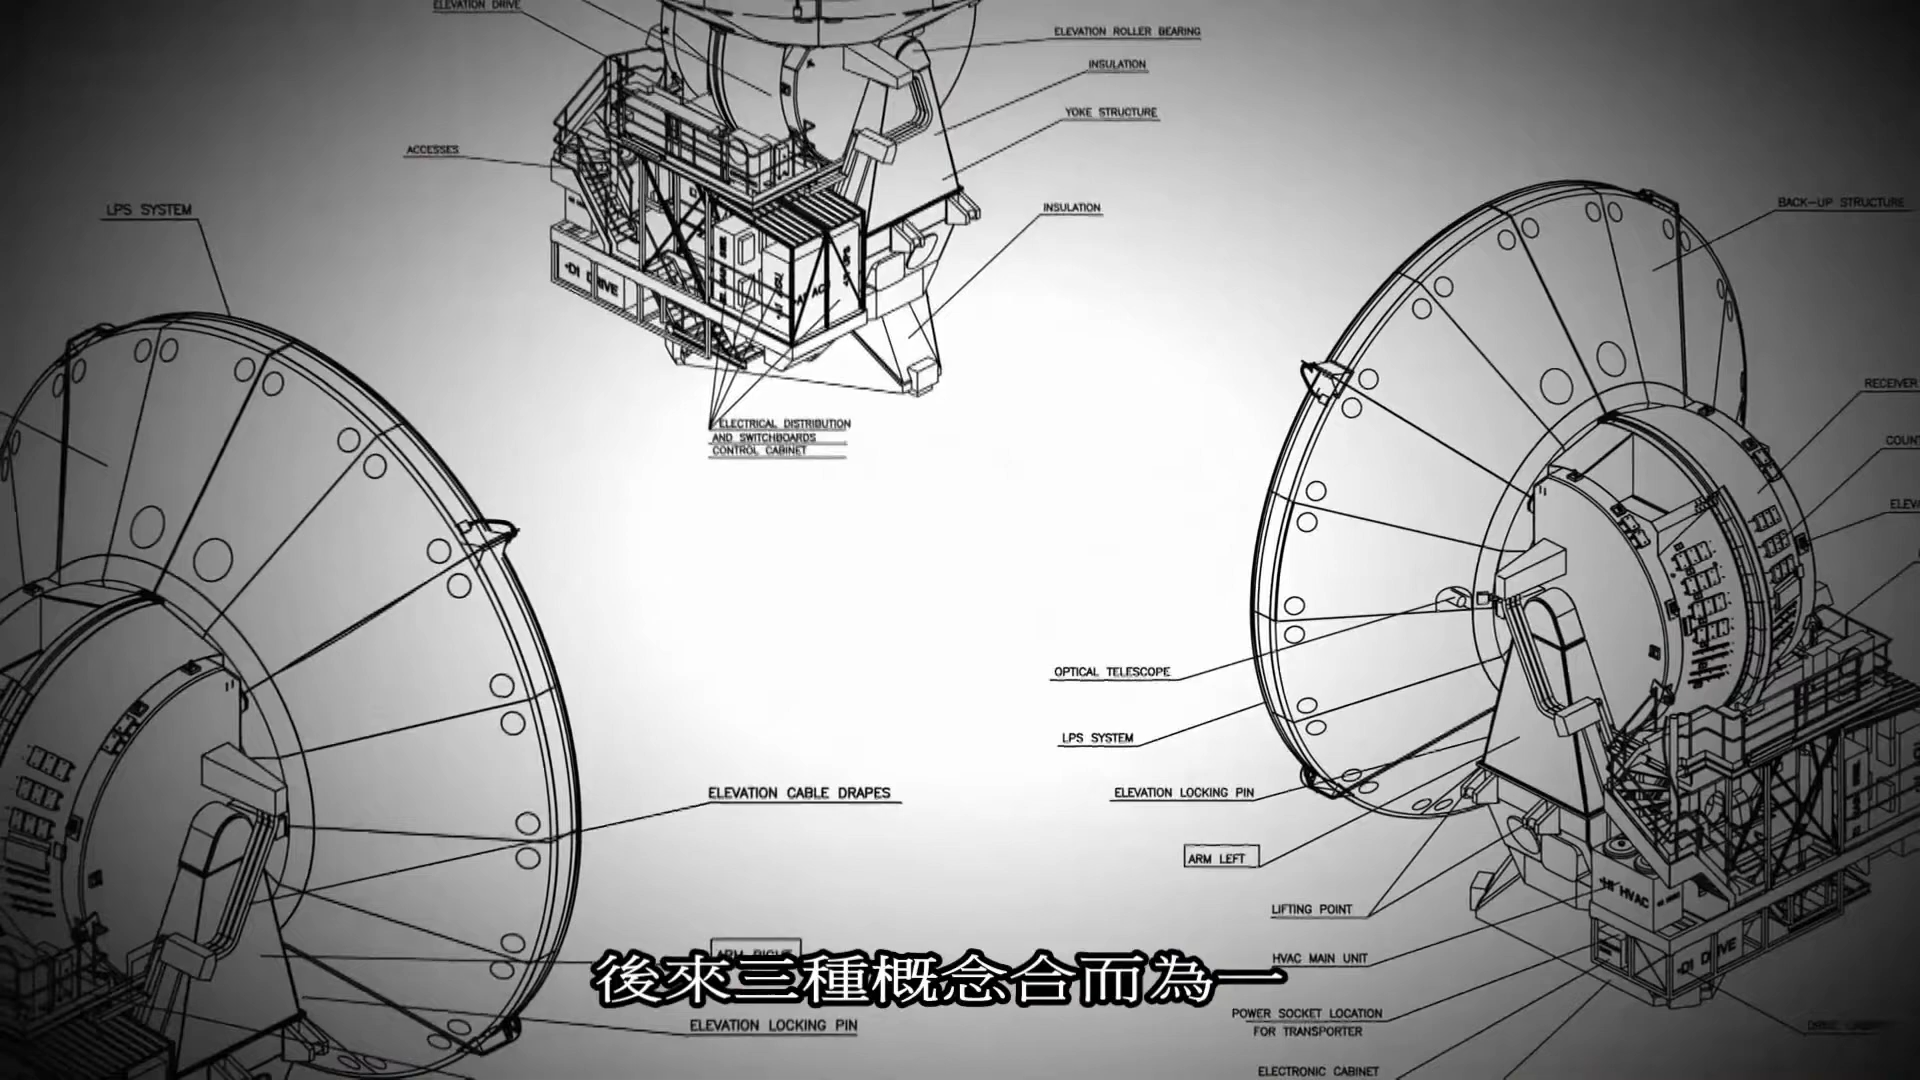 ELEVATION DRIVE
ELEVATION ROLLER BEARING
INSULATION
YOKE STRUCTURE
ACCESSES
LPS SYSTEM
INSULATION
BACK-UP STRUCTURE
ELECTRICAL DISTRIBUTION
AND SWITCHBOARDS
CONTROL CABINET
RECEIVER
OPTICAL TELESCOPE
LPS SYSTEM
ELEVATION CABLE DRAPES
ELEVATION LOCKING PIN
ARM LEFT
LIFTING POINT
HVAC
HVAC MAIN UNIT
後來三種概念合而為一
POWER SOCKET LOCATION
FOR TRANSPORTER
ELEVATION LOCKING PIN
ELECTRONIC CABINET